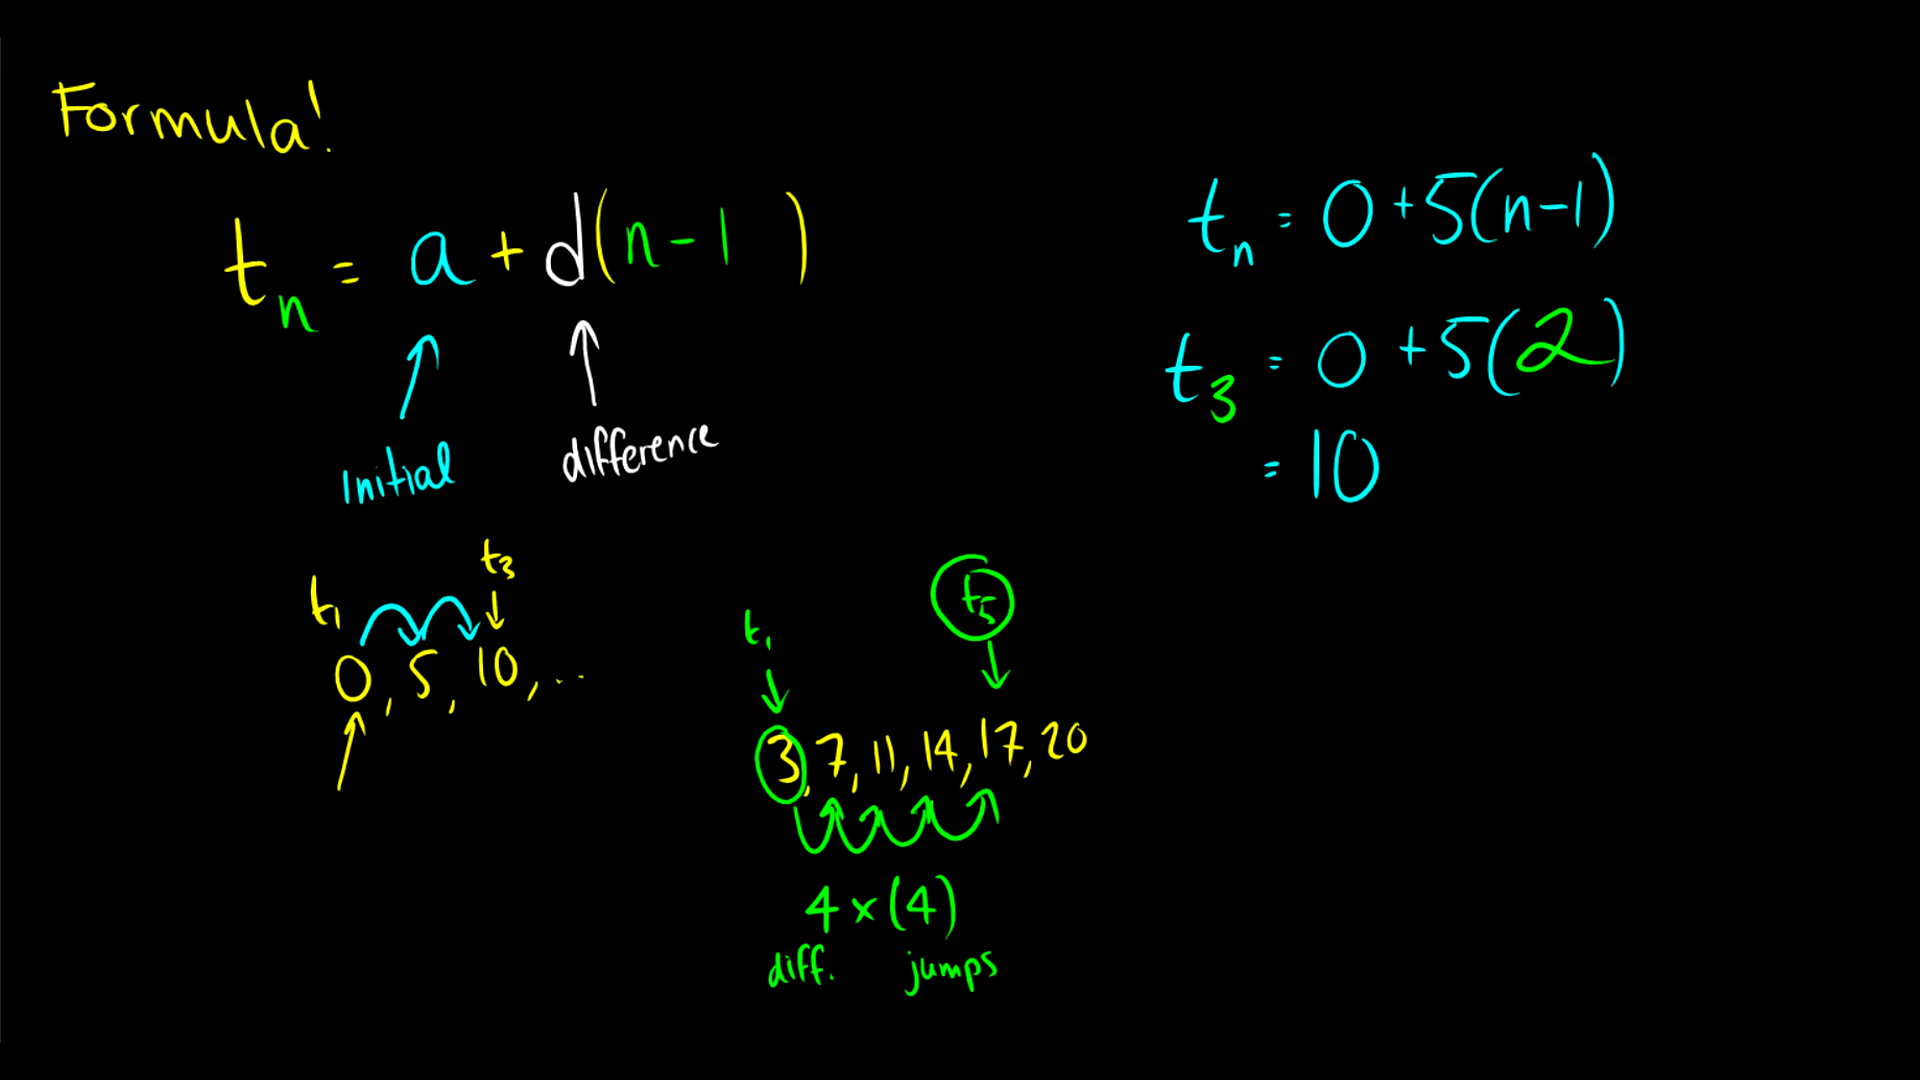 Formula!
tₙ = a + d(n-1)
Initial
difference
t₁ t₃
0, 5, 10, ...
tₙ = 0 + 5(n-1)
t₃ = 0 + 5(2)
= 10
t₁ t₅
3, 7, 11, 14, 17, 20
4 x (4)
diff. jumps